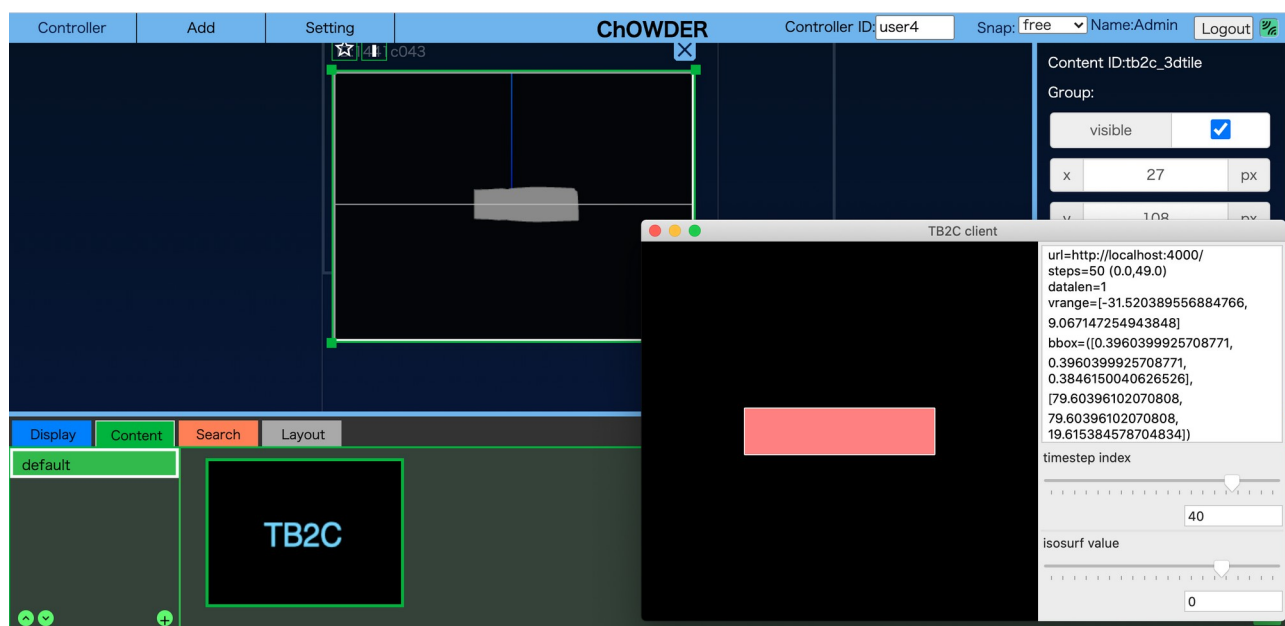 Controller Add Setting ChOWDER Controller ID: user4 Snap: free Name:Admin Logout
c043
Content ID:tb2c_3dtile
Group:
visible
x 27 px
y 108 px
TB2C client
url=http://localhost:4000/
steps=50 (0.0,49.0)
datalen=1
vrange=[-31.520389556884766,
9.067147254943848]
bbox=([0.3960399925708771,
0.3960399925708771,
0.3846150040626526],
[79.60396102070808,
79.60396102070808,
19.615384578704834])
timestep index
40
isosurf value
0
Display Content Search Layout
default
TB2C